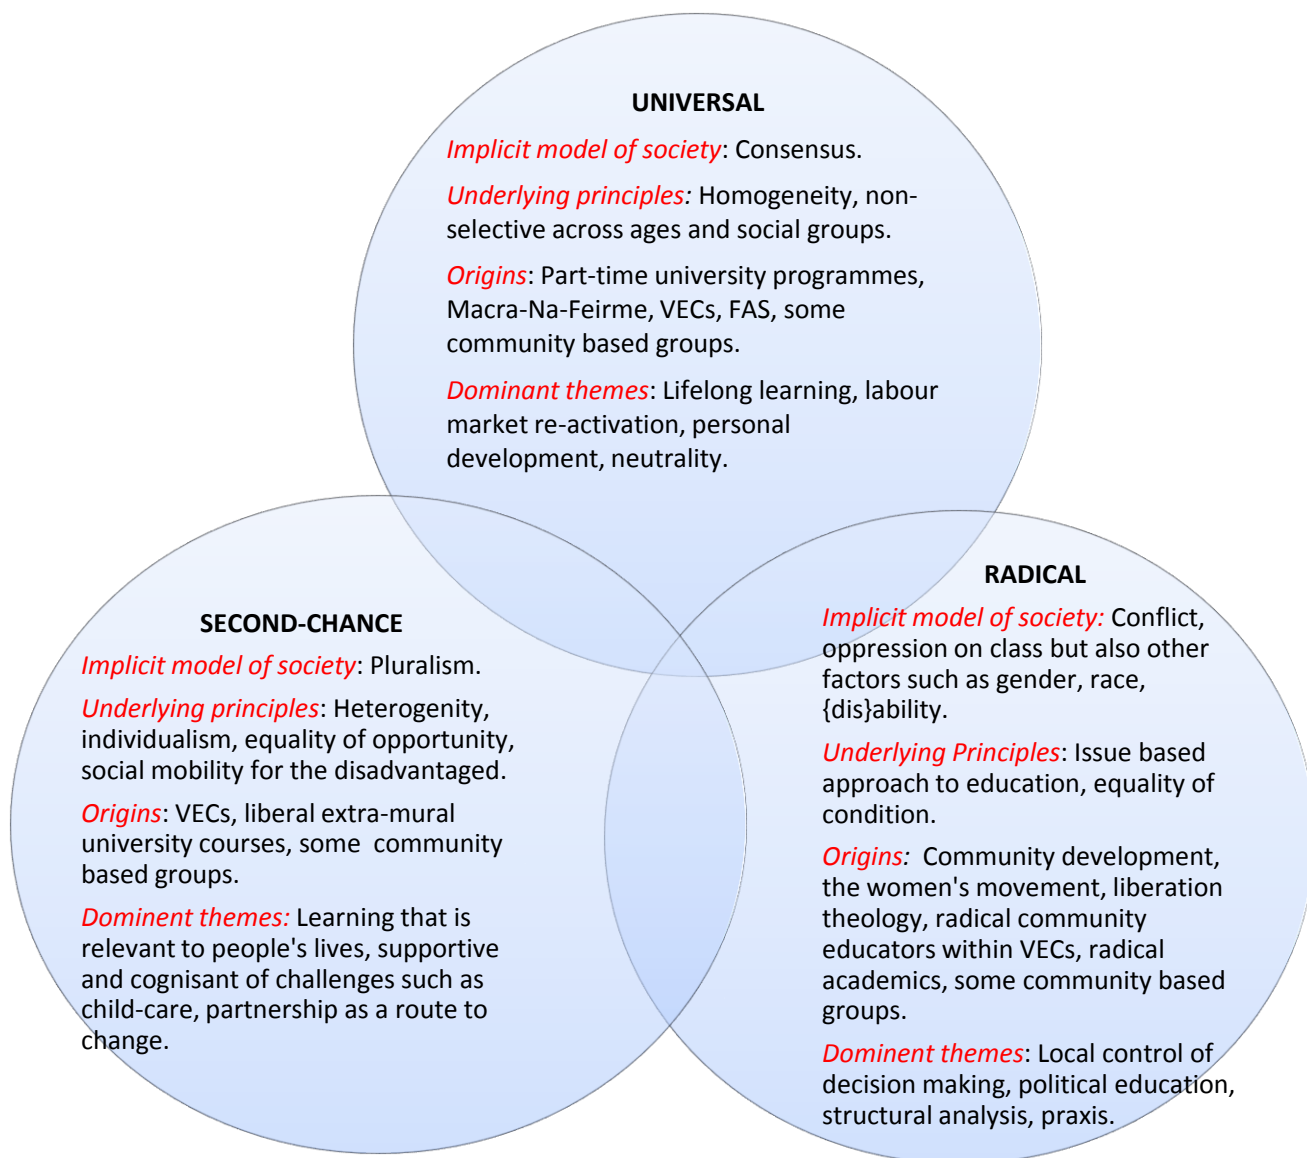 UNIVERSAL
Implicit model of society: Consensus.
Underlying principles: Homogeneity, non-
selective across ages and social groups.
Origins: Part-time university programmes,
Macra-Na-Feirme, VECs, FAS, some
community based groups.
Dominant themes: Lifelong learning, labour
market re-activation, personal
development, neutrality.
SECOND-CHANCE
Implicit model of society: Pluralism.
Underlying principles: Heterogenity,
individualism, equality of opportunity,
social mobility for the disadvantaged.
Origins: VECs, liberal extra-mural
university courses, some community
based groups.
Dominent themes: Learning that is
relevant to people's lives, supportive
and cognisant of challenges such as
child-care, partnership as a route to
change.
RADICAL
Implicit model of society: Conflict,
oppression on class but also other
factors such as gender, race,
{dis}ability.
Underlying Principles: Issue based
approach to education, equality of
condition.
Origins: Community development,
the women's movement, liberation
theology, radical community
educators within VECs, radical
academics, some community based
groups.
Dominent themes: Local control of
decision making, political education,
structural analysis, praxis.